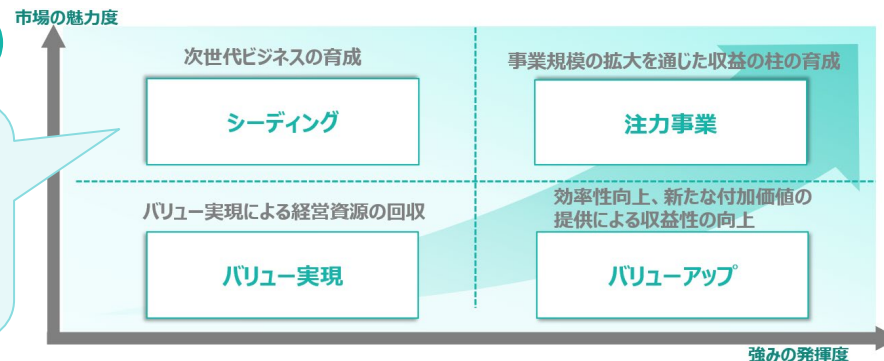 市場の魅力度
次世代ビジネスの育成
シーディング
事業規模の拡大を通じた収益の柱の育成
注力事業
バリュー実現による経営資源の回収
バリュー実現
効率性向上、新たな付加価値の
提供による収益性の向上
バリューアップ
強みの発揮度